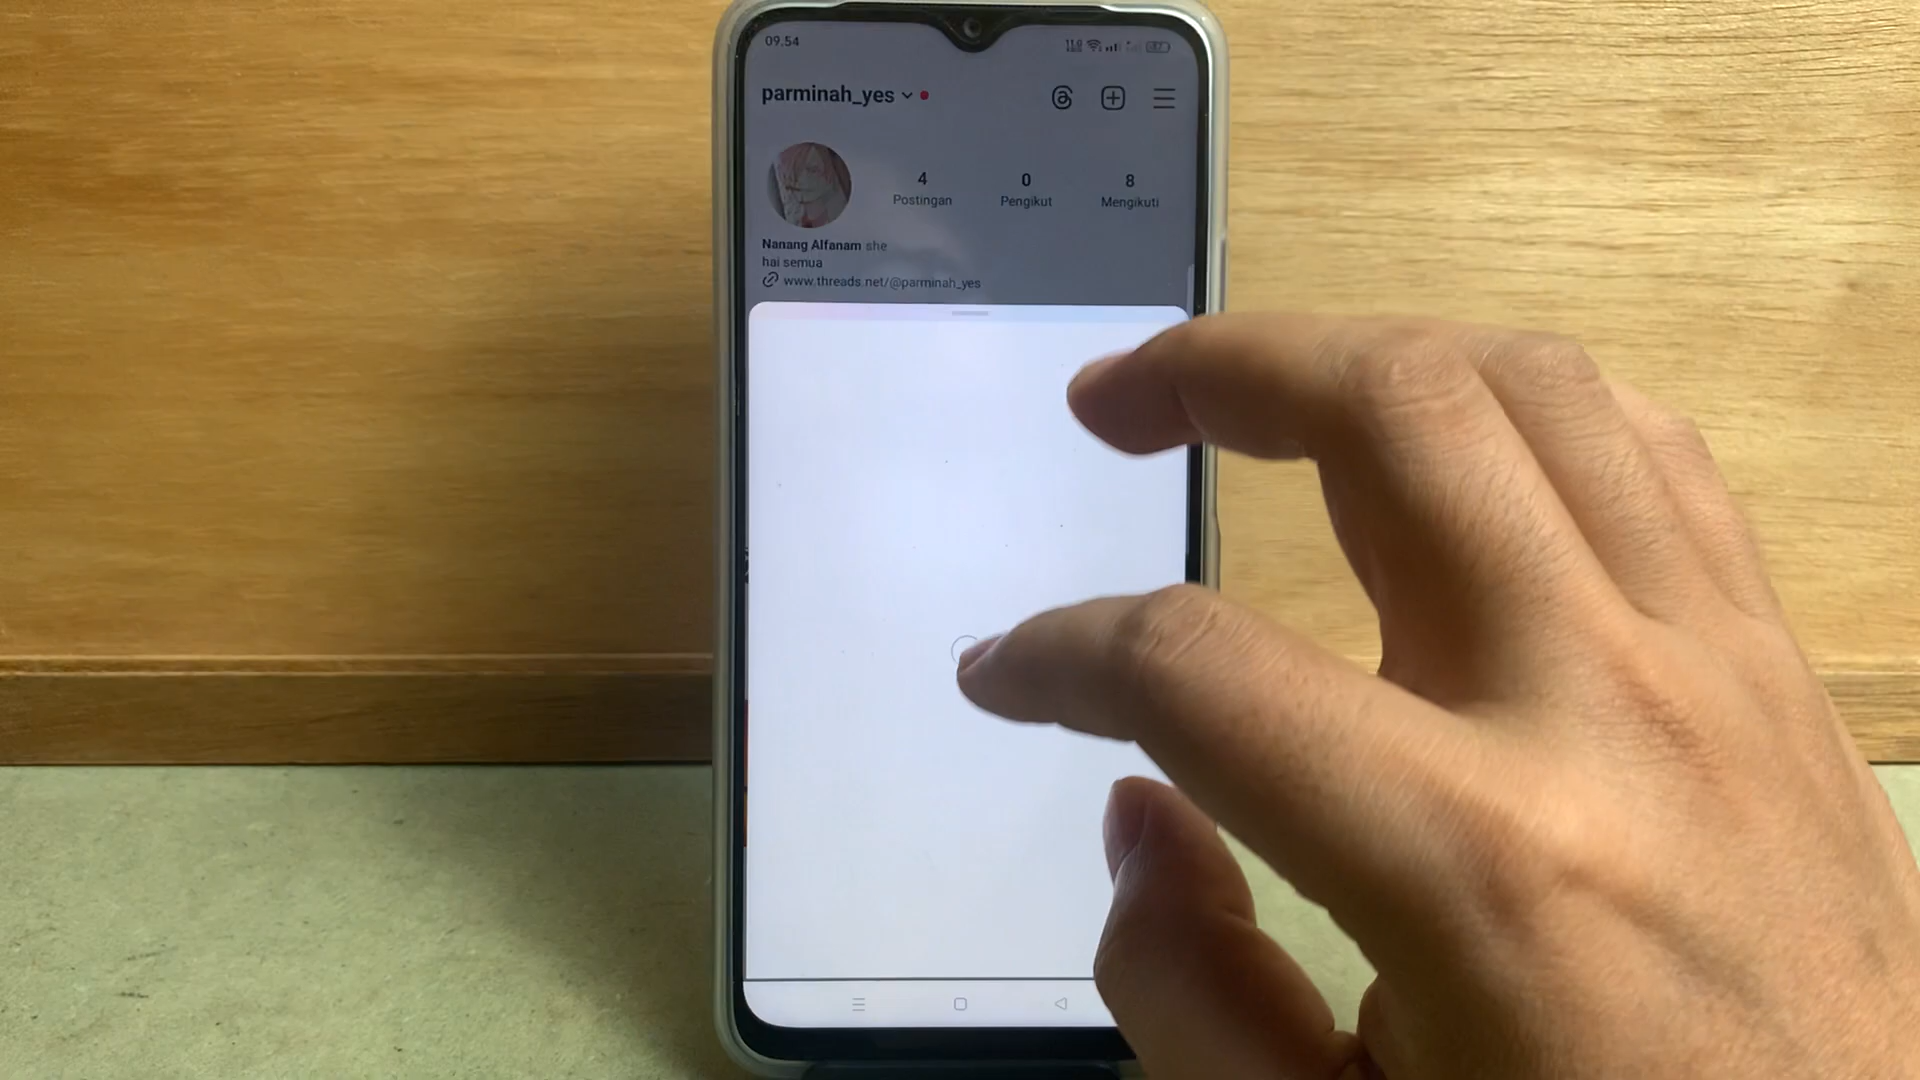 09.54
parminah_yes
4 0 8
Postingan Pengikut Mengikuti
Nanang Alfanam she
hai semua
www.threads.net/@parminah_yes